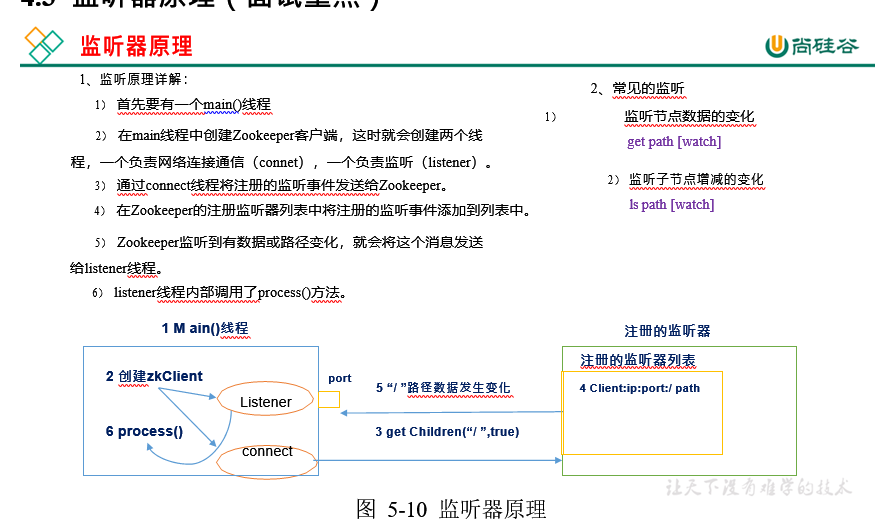 4.3 监听器原理（面试重点）
监听器原理
尚硅谷
1、监听原理详解：
1） 首先要有一个main()线程
2） 在main线程中创建Zookeeper客户端，这时就会创建两个线
程，一个负责网络连接通信（connet），一个负责监听（listener）。
3） 通过connect线程将注册的监听事件发送给Zookeeper。
4） 在Zookeeper的注册监听器列表中将注册的监听事件添加到列表中。
5） Zookeeper监听到有数据或路径变化，就会将这个消息发送
给listener线程。
6） listener线程内部调用了process()方法。
2、常见的监听
1） 监听节点数据的变化
get path [watch]
2） 监听子节点增减的变化
ls path [watch]
1 M ain()线程
注册的监听器
2 创建zkClient
Listener
6 process()
connect
port
5 “/ ”路径数据发生变化
3 get Children(“/ ”,true)
注册的监听器列表
4 Client:ip:port:/ path
让天下没有难学的技术
图 5-10 监听器原理